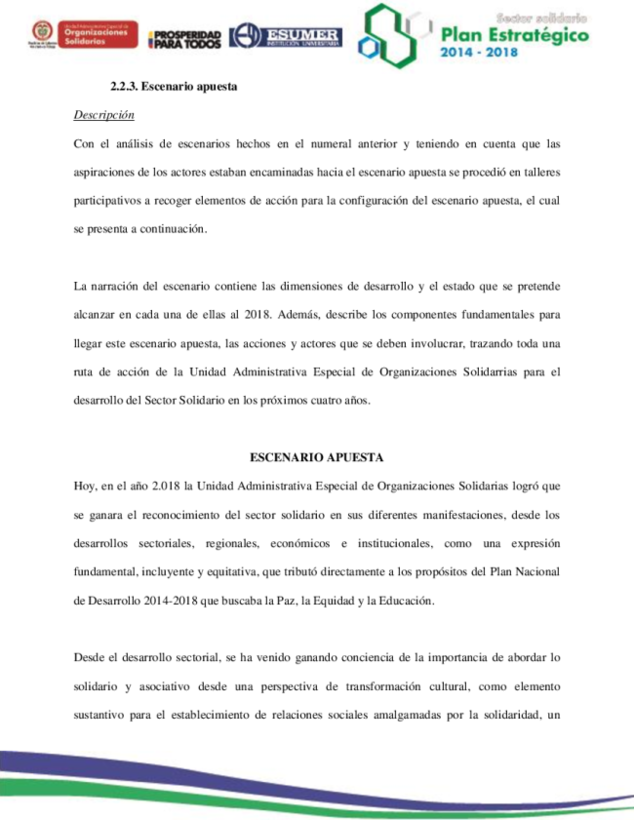 Unidad Administrativa Especial de
Organizaciones
Solidarias
PROSPERIDAD
PARA TODOS
ESUMER
INSTITUCIÓN UNIVERSITARIA
Sector solidario
Plan Estratégico
2014 - 2018
2.2.3. Escenario apuesta
Descripción
Con el análisis de escenarios hechos en el numeral anterior y teniendo en cuenta que las
aspiraciones de los actores estaban encaminadas hacia el escenario apuesta se procedió en talleres
participativos a recoger elementos de acción para la configuración del escenario apuesta, el cual
se presenta a continuación.
La narración del escenario contiene las dimensiones de desarrollo y el estado que se pretende
alcanzar en cada una de ellas al 2018. Además, describe los componentes fundamentales para
llegar este escenario apuesta, las acciones y actores que se deben involucrar, trazando toda una
ruta de acción de la Unidad Administrativa Especial de Organizaciones Solidarrias para el
desarrollo del Sector Solidario en los próximos cuatro años.
ESCENARIO APUESTA
Hoy, en el año 2.018 la Unidad Administrativa Especial de Organizaciones Solidarias logró que
se ganara el reconocimiento del sector solidario en sus diferentes manifestaciones, desde los
desarrollos sectoriales, regionales, económicos e institucionales, como una expresión
fundamental, incluyente y equitativa, que tributó directamente a los propósitos del Plan Nacional
de Desarrollo 2014-2018 que buscaba la Paz, la Equidad y la Educación.
Desde el desarrollo sectorial, se ha venido ganando conciencia de la importancia de abordar lo
solidario y asociativo desde una perspectiva de transformación cultural, como elemento
sustantivo para el establecimiento de relaciones sociales amalgamadas por la solidaridad, un